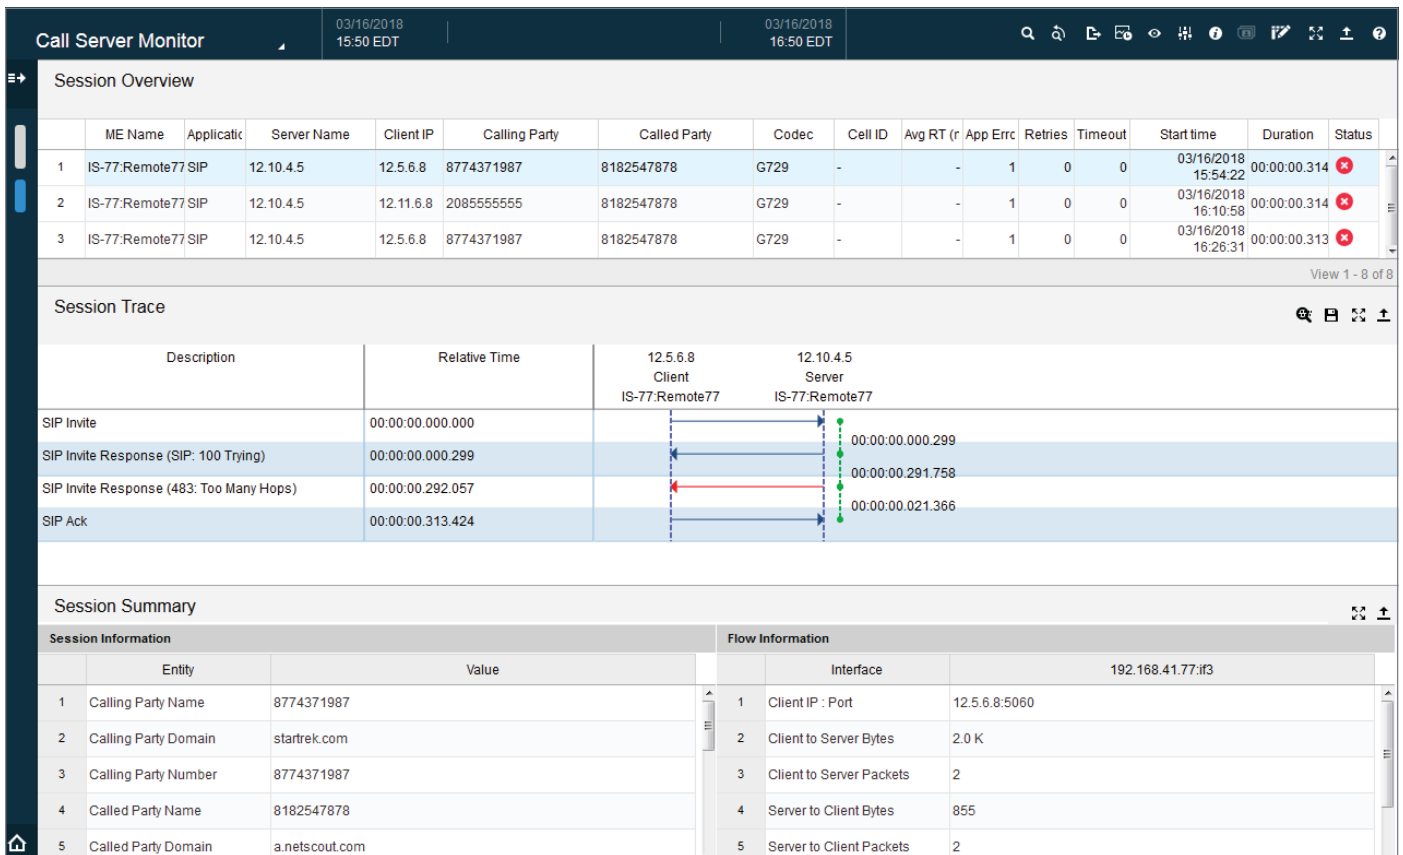 03/16/2018 03/16/2018
Call Server Monitor 15:50 EDT 16:50 EDT
Session Overview
ME Name Applicatic Server Name Client IP Calling Party Called Party Codec Cell ID Avg RT (r App Errc Retries Timeout Start time Duration Status
1 IS-77:Remote77 SIP 12.10.4.5 12.5.6.8 8774371987 8182547878 G729 - - 1 0 0 03/16/2018 15:54:22 00:00:00.314
2 IS-77:Remote77 SIP 12.10.4.5 12.11.6.8 2085555555 8182547878 G729 - - 1 0 0 03/16/2018 16:10:58 00:00:00.314
3 IS-77:Remote77 SIP 12.10.4.5 12.5.6.8 8774371987 8182547878 G729 - - 1 0 0 03/16/2018 16:26:31 00:00:00.313
View 1 - 8 of 8
Session Trace
Description Relative Time 12.5.6.8 12.10.4.5
Client Server
IS-77:Remote77 IS-77:Remote77
SIP Invite 00:00:00.000.000
00:00:00.000.299
SIP Invite Response (SIP: 100 Trying) 00:00:00.000.299
00:00:00.291.758
SIP Invite Response (483: Too Many Hops) 00:00:00.292.057
00:00:00.021.366
SIP Ack 00:00:00.313.424
Session Summary
Session Information Flow Information
Entity Value Interface 192.168.41.77:if3
1 Calling Party Name 8774371987 1 Client IP : Port 12.5.6.8:5060
2 Calling Party Domain startrek.com 2 Client to Server Bytes 2.0 K
3 Calling Party Number 8774371987 3 Client to Server Packets 2
4 Called Party Name 8182547878 4 Server to Client Bytes 855
5 Called Party Domain a.netscout.com 5 Server to Client Packets 2